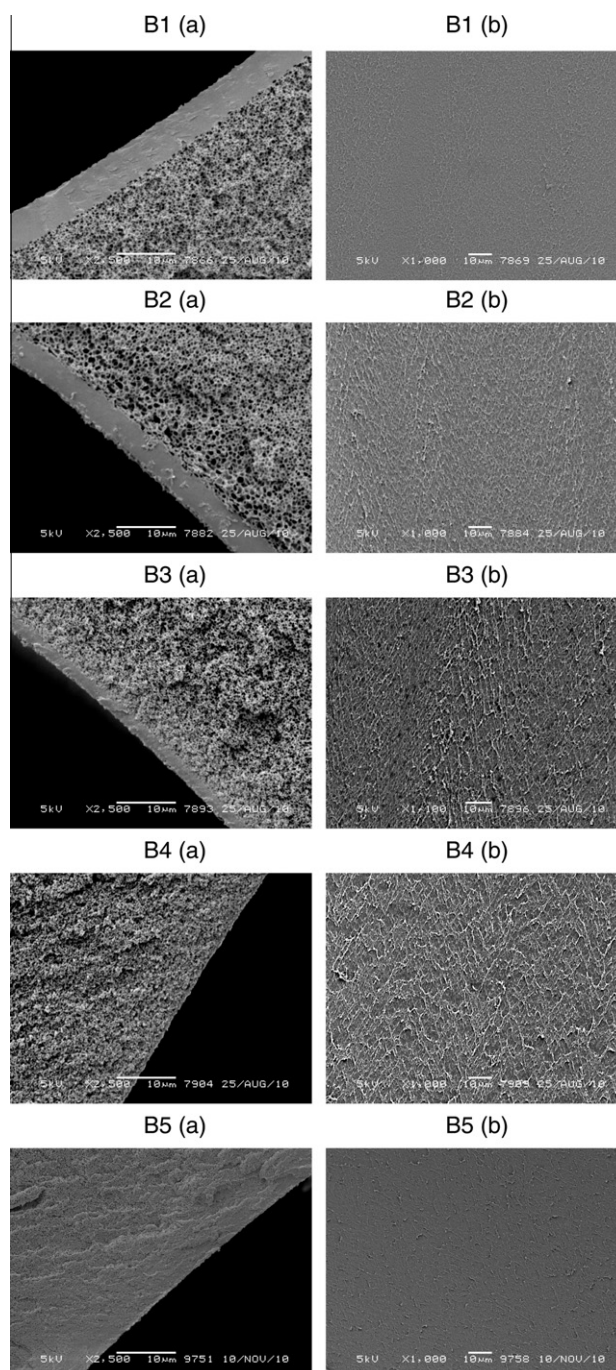 B1 (a)
B1 (b)
5kV X2,500 10µm 7866 25/AUG/10
5kV X1,000 10µm 7869 25/AUG/10
B2 (a)
B2 (b)
5kV X2,500 10µm 7882 25/AUG/10
5kV X1,000 10µm 7884 25/AUG/10
B3 (a)
B3 (b)
5kV X2,500 10µm 7893 25/AUG/10
5kV X1,100 10µm 7896 25/AUG/10
B4 (a)
B4 (b)
5kV X2,500 10µm 7904 25/AUG/10
5kV X1,000 10µm 7909 25/AUG/10
B5 (a)
B5 (b)
5kV X2,500 10µm 9751 10/NOV/10
5kV X1,000 10µm 9758 10/NOV/10